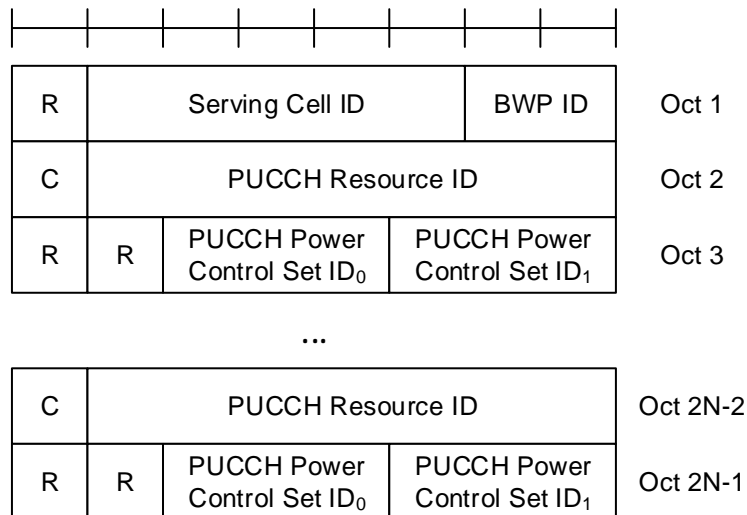 R Serving Cell ID BWP ID Oct 1
C PUCCH Resource ID Oct 2
R R PUCCH Power Control Set ID₀ PUCCH Power Control Set ID₁ Oct 3
...
C PUCCH Resource ID Oct 2N-2
R R PUCCH Power Control Set ID₀ PUCCH Power Control Set ID₁ Oct 2N-1